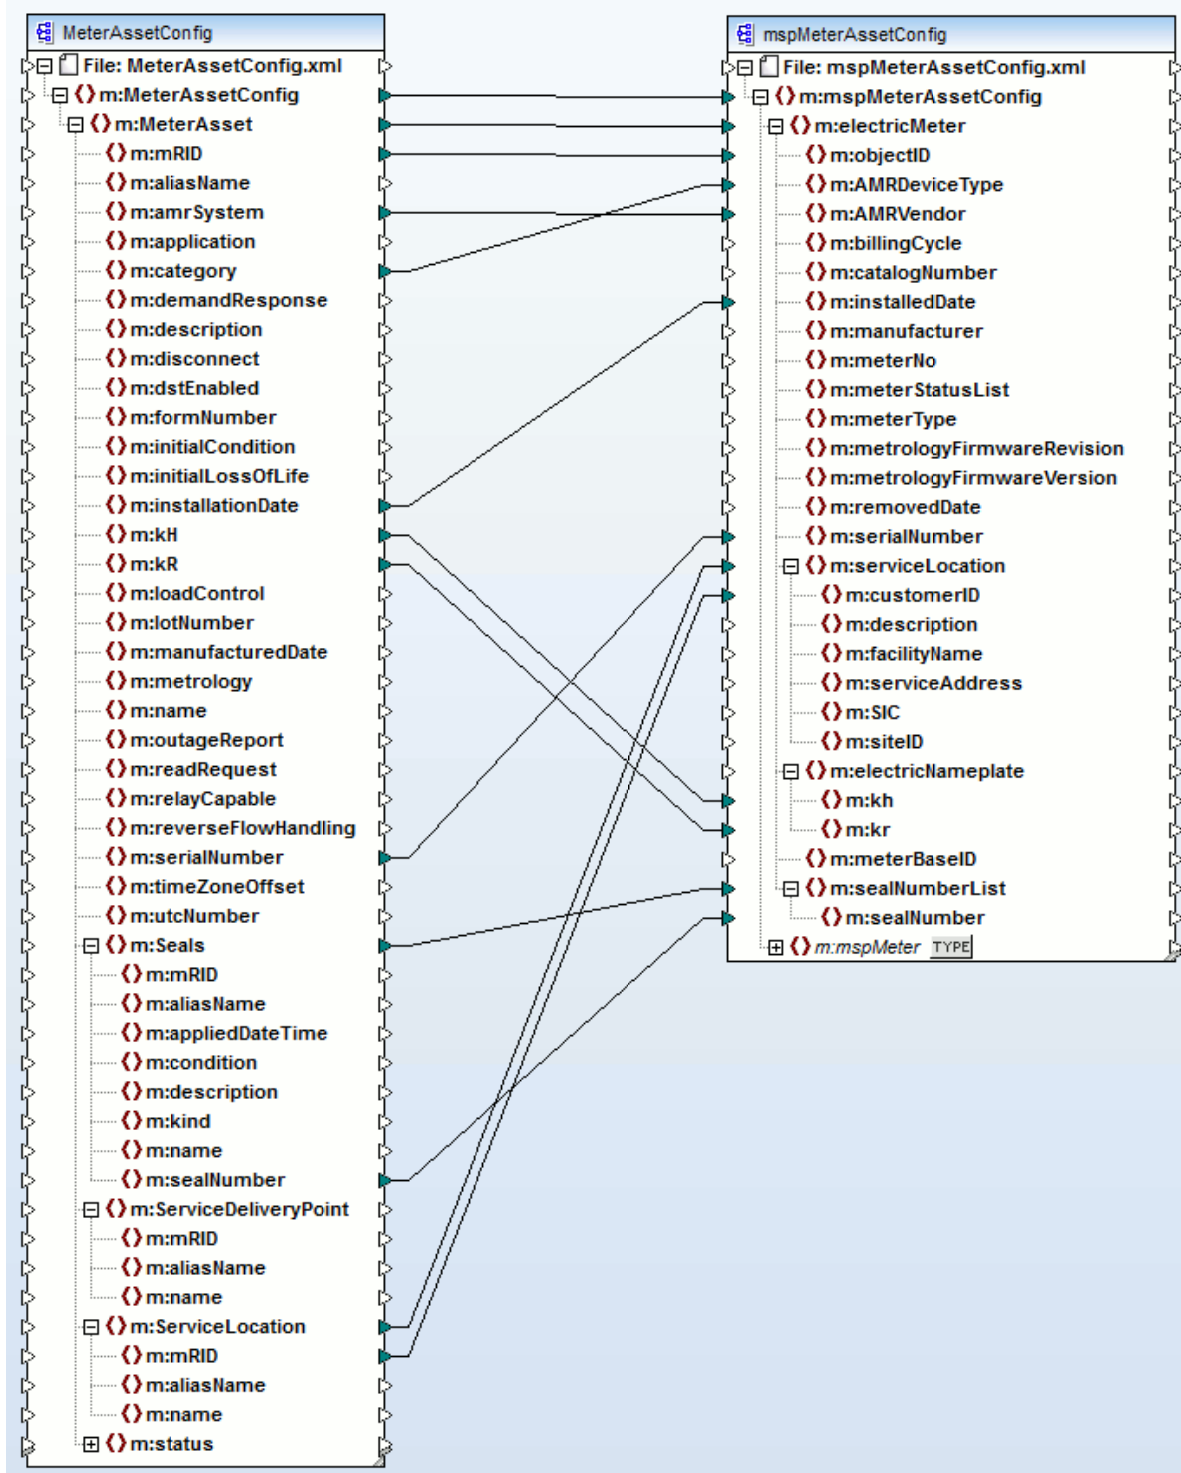 MeterAssetConfig
File: MeterAssetConfig.xml
m:MeterAssetConfig
m:MeterAsset
m:mRID
m:aliasName
m:amrSystem
m:application
m:category
m:demandResponse
m:description
m:disconnect
m:dstEnabled
m:formNumber
m:initialCondition
m:initialLossOfLife
m:installationDate
m:kH
m:kR
m:loadControl
m:lotNumber
m:manufacturedDate
m:metrology
m:name
m:outageReport
m:readRequest
m:relayCapable
m:reverseFlowHandling
m:serialNumber
m:timeZoneOffset
m:utcNumber
m:Seals
m:mRID
m:aliasName
m:appliedDateTime
m:condition
m:description
m:kind
m:name
m:sealNumber
m:ServiceDeliveryPoint
m:mRID
m:aliasName
m:name
m:ServiceLocation
m:mRID
m:aliasName
m:name
m:status
mspMeterAssetConfig
File: mspMeterAssetConfig.xml
m:mspMeterAssetConfig
m:electricMeter
m:objectID
m:AMRDeviceType
m:AMRVendor
m:billingCycle
m:catalogNumber
m:installedDate
m:manufacturer
m:meterNo
m:meterStatusList
m:meterType
m:metrologyFirmwareRevision
m:metrologyFirmwareVersion
m:removedDate
m:serialNumber
m:serviceLocation
m:customerID
m:description
m:facilityName
m:serviceAddress
m:SIC
m:siteID
m:electricNameplate
m:kh
m:kr
m:meterBaseID
m:sealNumberList
m:sealNumber
m:mspMeter TYPE